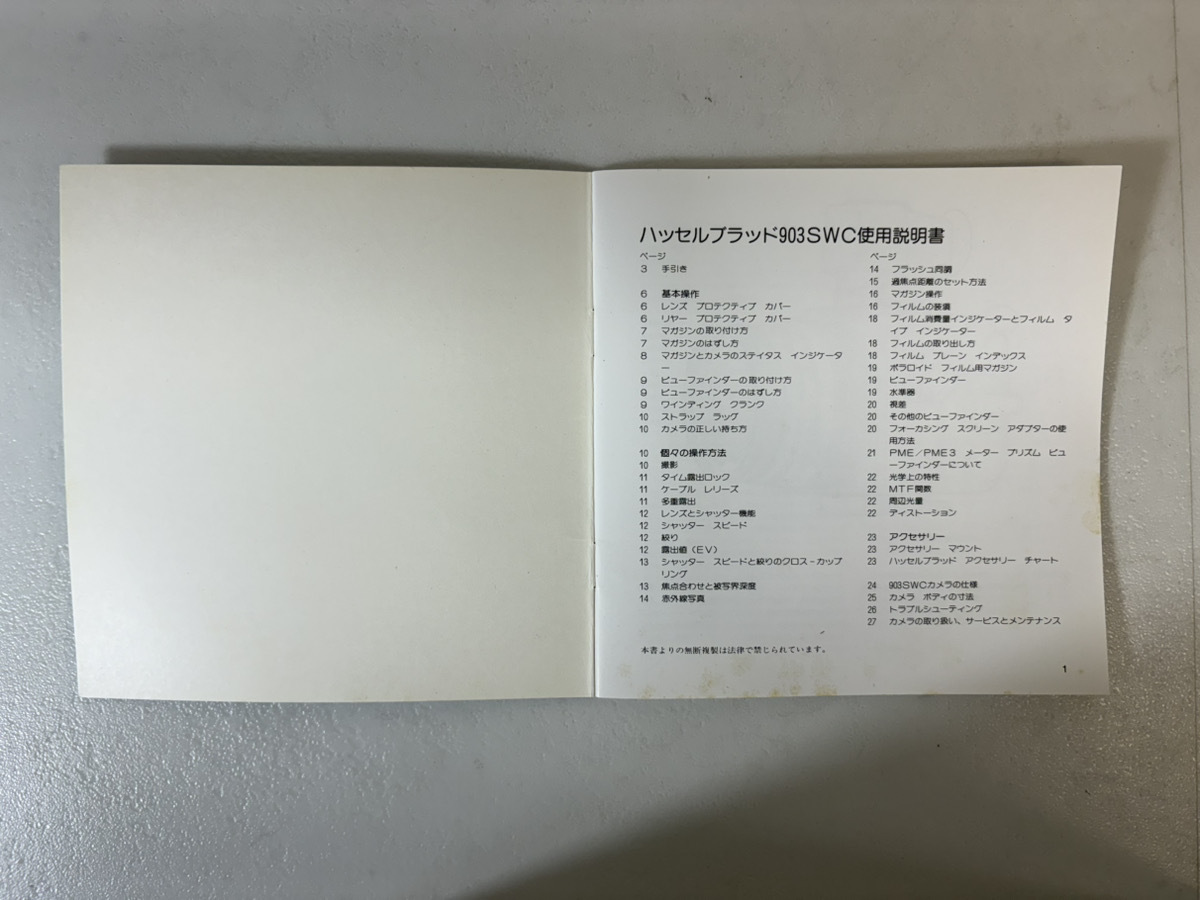 ハッセルブラッド903SWC使用説明書
ページ
3 手引き
6 基本操作
6 レンズ プロテクティブ カバー
6 リヤー プロテクティブ カバー
7 マガジンの取り付け方
7 マガジンのはずし方
8 マガジンとカメラのステイタス インジケータ
ー
9 ビューファインダーの取り付け方
9 ビューファインダーのはずし方
9 ワインディング クランク
10 ストラップ ラッグ
10 カメラの正しい持ち方
10 個々の操作方法
10 撮影
11 タイム露出ロック
11 ケーブル レリーズ
11 多重露出
12 レンズとシャッター機能
12 シャッター スピード
12 絞り
12 露出値(EV)
13 シャッター スピードと絞りのクロス-カップ
リング
13 焦点合わせと被写界深度
14 赤外線写真
ページ
14 フラッシュ同調
15 過焦点距離のセット方法
16 マガジン操作
16 フィルムの装填
18 フィルム消費量インジケーターとフィルム タ
イプ インジケーター
18 フィルムの取り出し方
18 フィルム プレーン インデックス
19 ポラロイド フィルム用マガジン
19 ビューファインダー
19 水準器
20 視差
20 その他のビューファインダー
20 フォーカシング スクリーン アダプターの使
用方法
21 PME/PME3 メーター プリズム ビュ
ーファインダーについて
22 光学上の特性
22 MTF関数
22 周辺光量
22 ディストーション
23 アクセサリー
23 アクセサリー マウント
23 ハッセルブラッド アクセサリー チャート
24 903SWCカメラの仕様
25 カメラ ボディの寸法
26 トラブルシューティング
27 カメラの取り扱い、サービスとメンテナンス
本書よりの無断複製は法律で禁じられています。
1